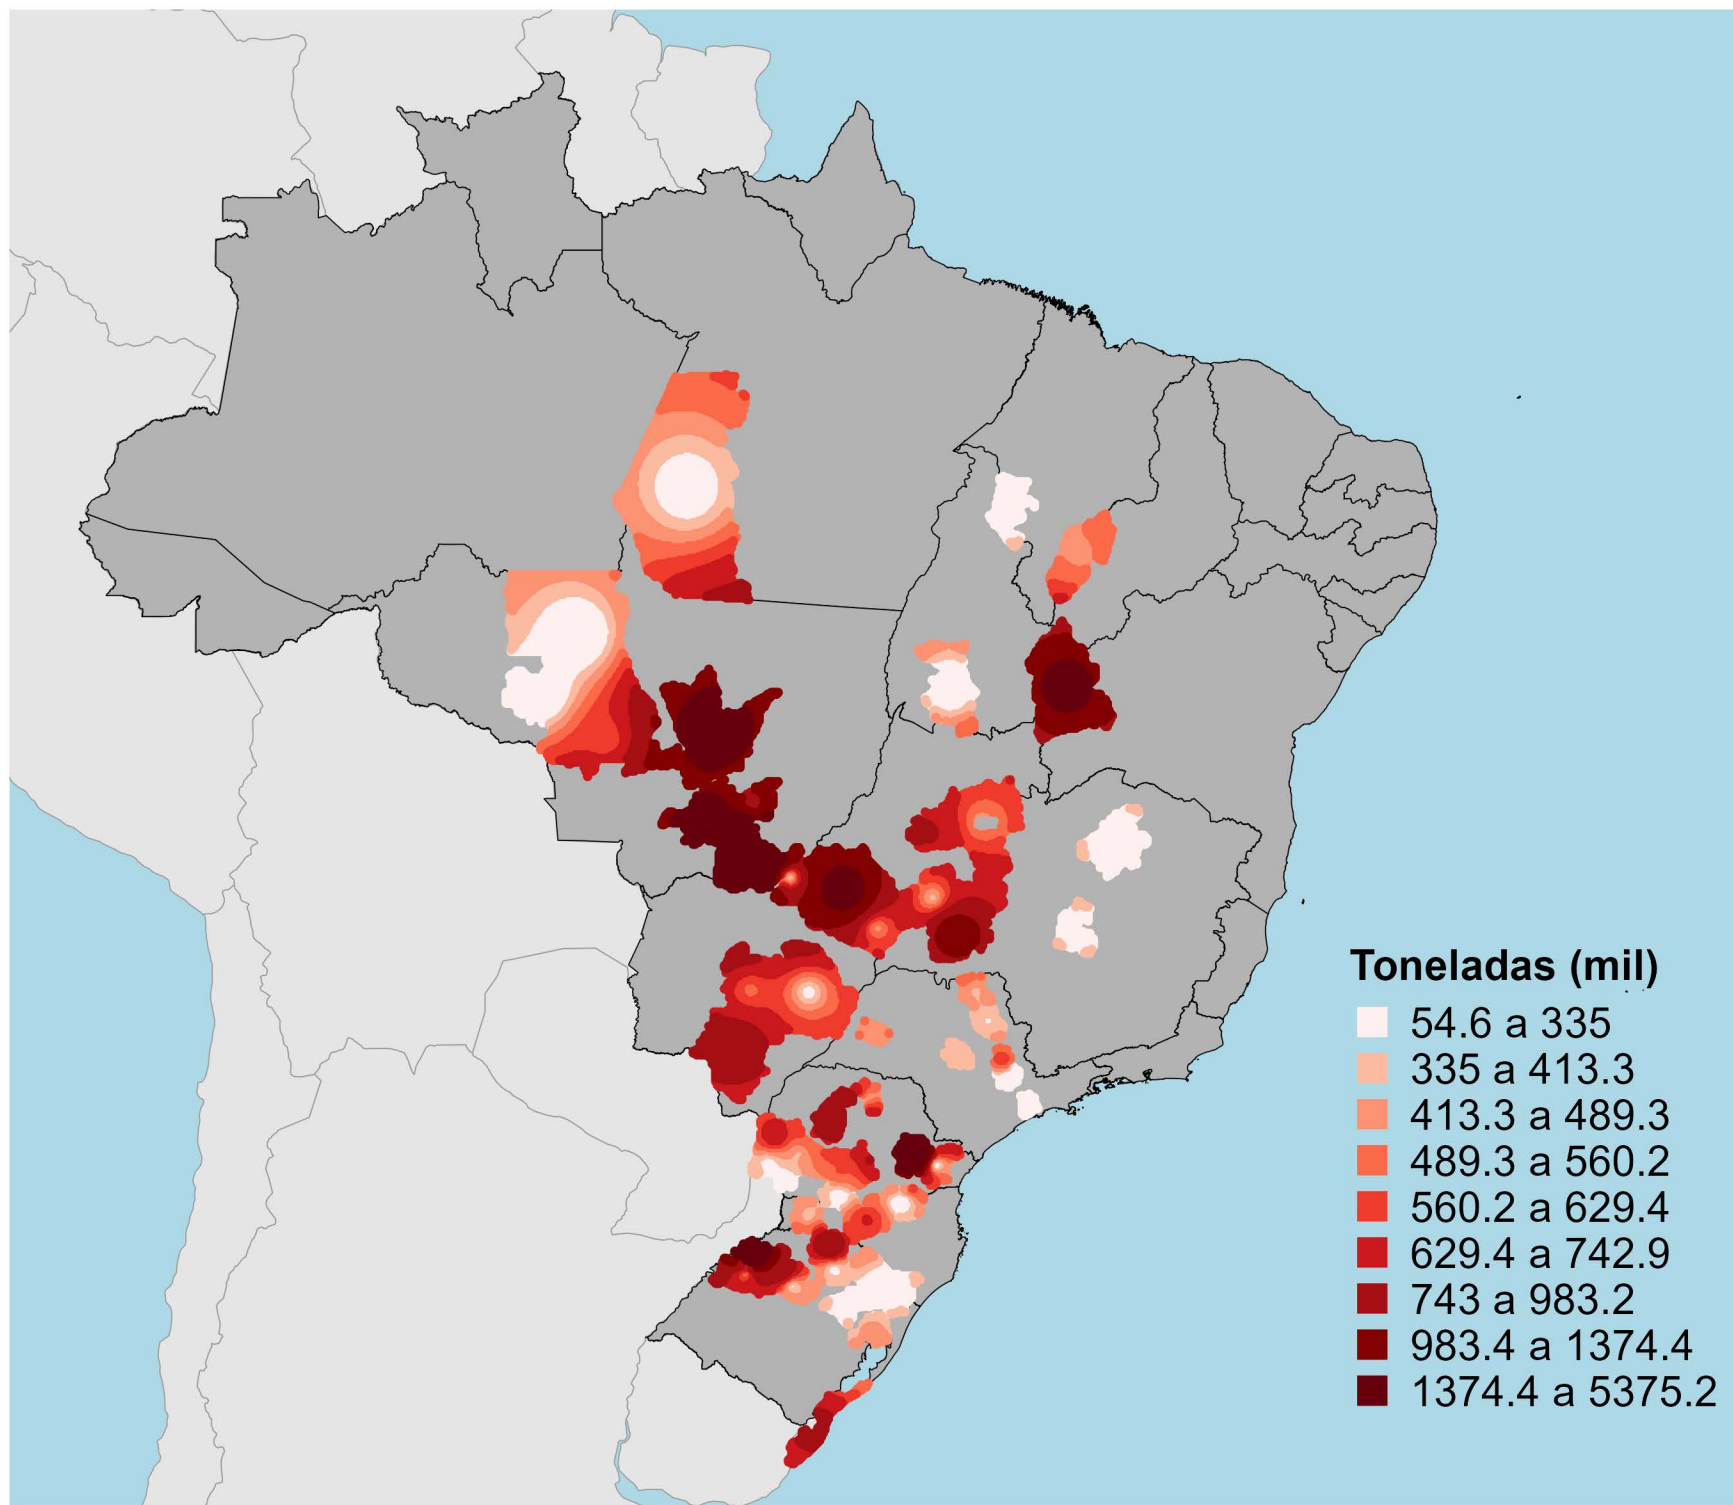 Toneladas (mil)
54.6 a 335
335 a 413.3
413.3 a 489.3
489.3 a 560.2
560.2 a 629.4
629.4 a 742.9
743 a 983.2
983.4 a 1374.4
1374.4 a 5375.2